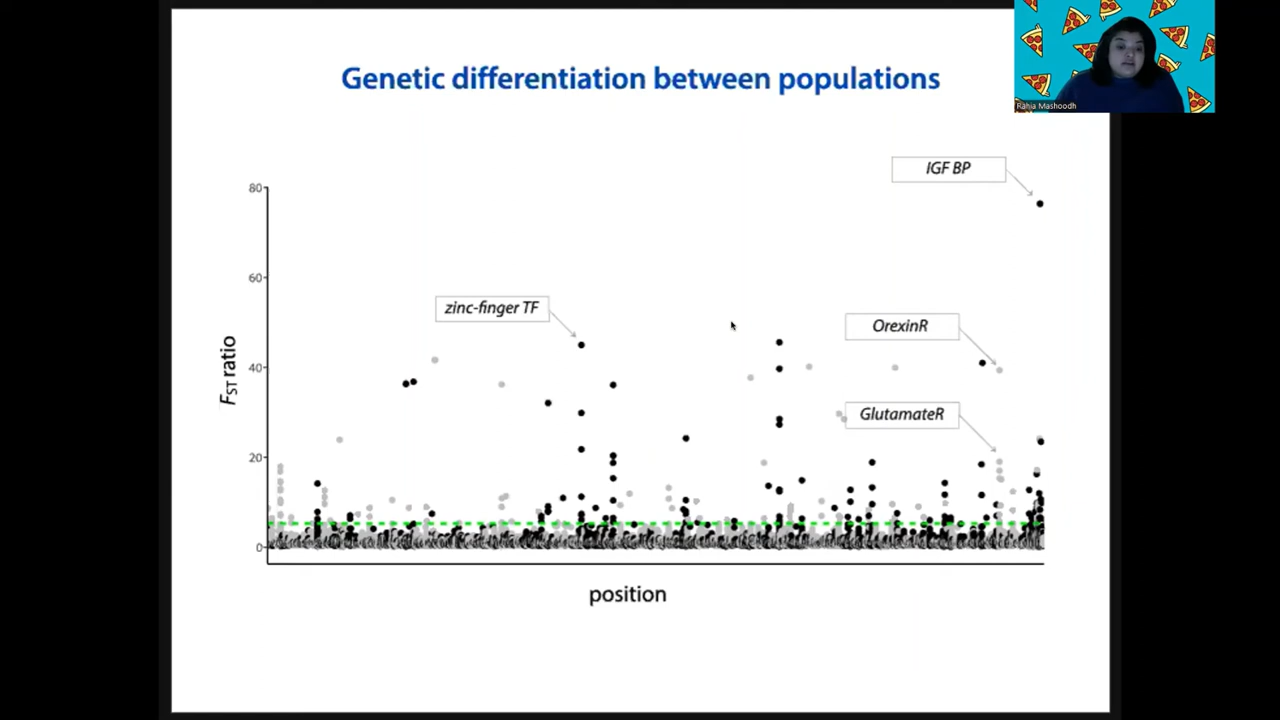 Genetic differentiation between populations
Rahia Mashoodh
IGF BP
80
60
zinc-finger TF
OrexinR
40
FST ratio
GlutamateR
20
0
position